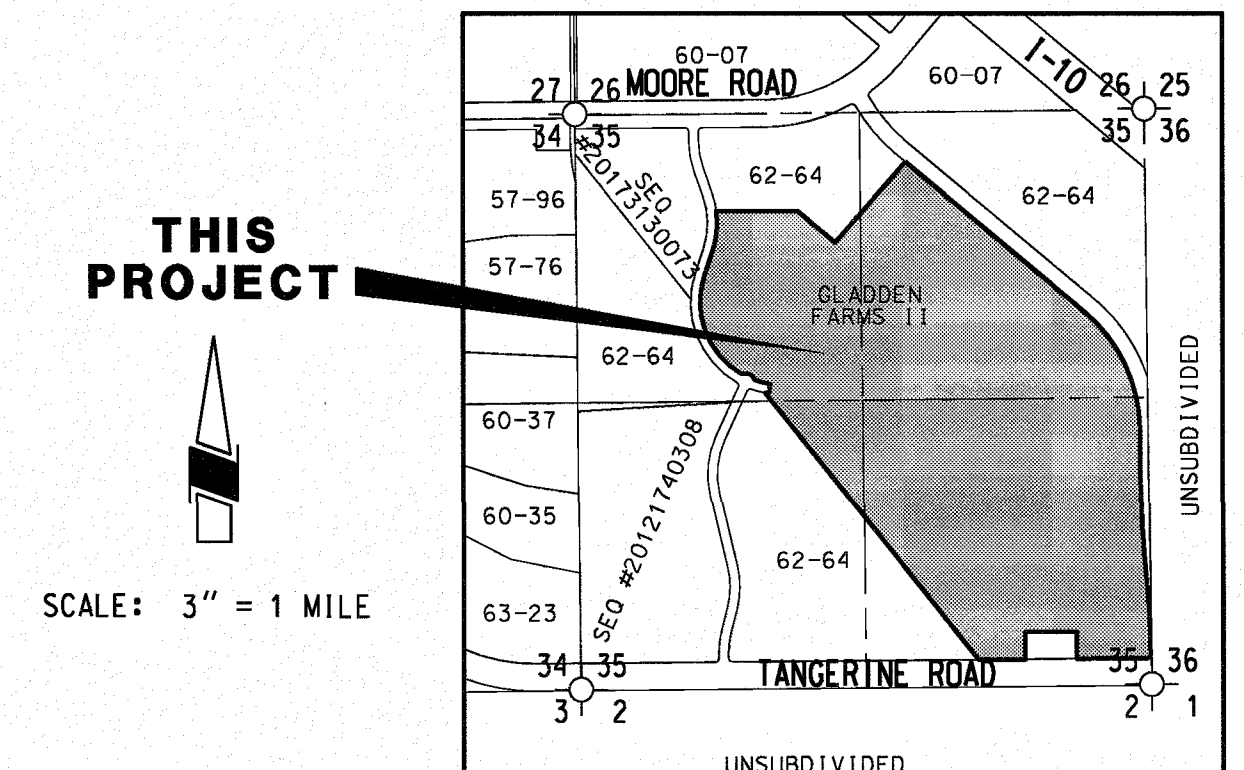 60-07
MOORE ROAD
60-07
I-10
27 26
26 25
34 35
35 36
SEQ
#20173130073
62-64
62-64
57-96
57-76
THIS
PROJECT
GLADDEN
FARMS II
62-64
UNSUBDIVIDED
60-37
SEQ #20121740308
60-35
62-64
SCALE: 3" = 1 MILE
63-23
34 35
TANGERINE ROAD
35 36
3 2
2 1
UNSUBDIVIDED